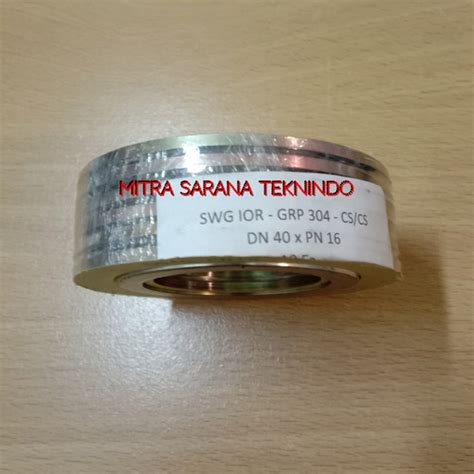 MITRA SARANA TEKNINDO
SWG IOR - GRP 304 - CS/CS
DN 40 x PN 16